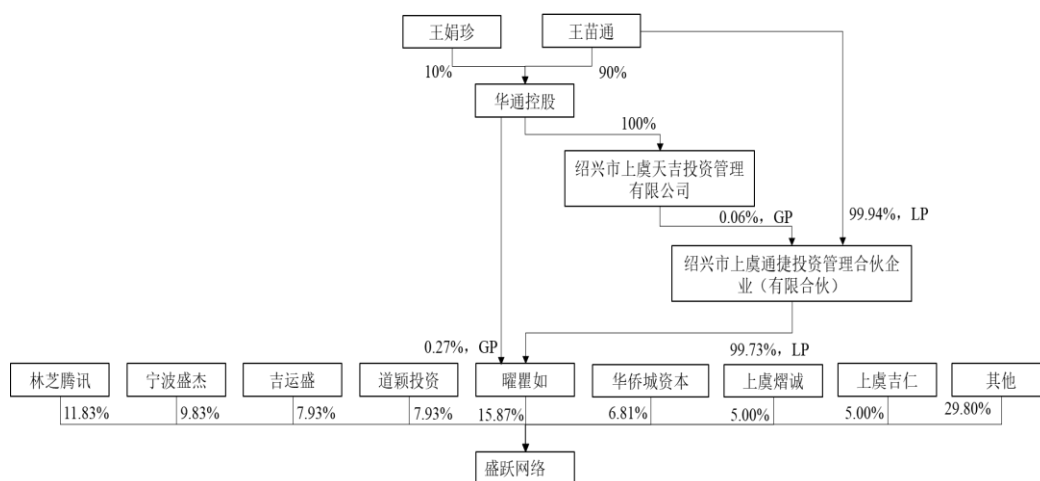 王娟珍
王苗通
10%
90%
华通控股
100%
绍兴市上虞天吉投资管理
有限公司
0.06%，GP
99.94%，LP
绍兴市上虞通捷投资管理合伙企
业（有限合伙）
0.27%，GP
99.73%，LP
林芝腾讯
宁波盛杰
吉运盛
道颖投资
曜瞿如
华侨城资本
上虞熠诚
上虞吉仁
其他
11.83%
9.83%
7.93%
7.93%
15.87%
6.81%
5.00%
5.00%
29.80%
盛跃网络